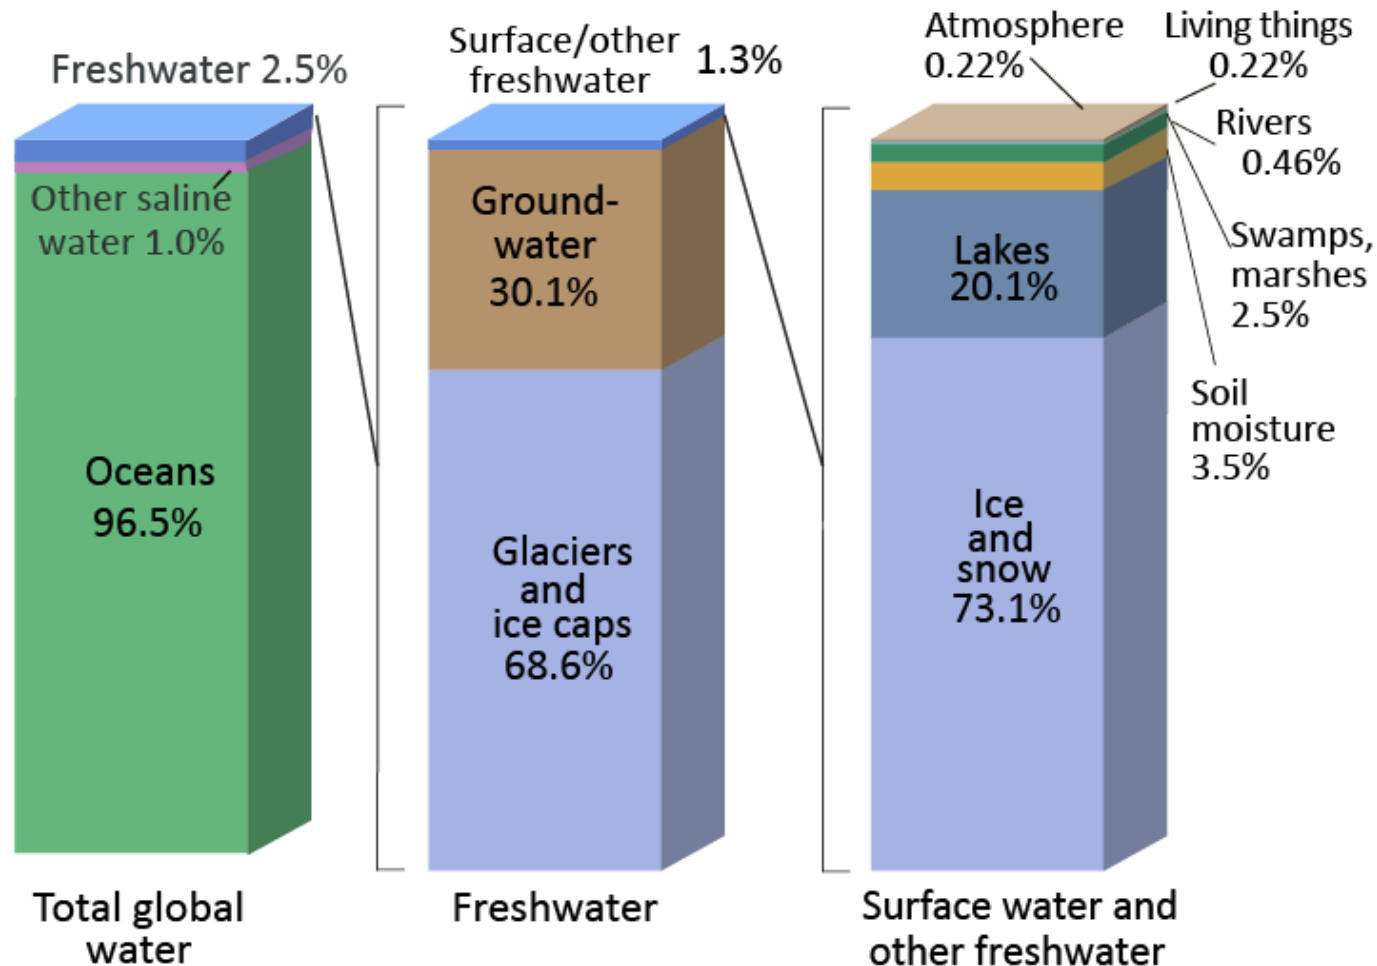 Freshwater 2.5%
Other saline
water 1.0%
Oceans
96.5%
Total global
water
Surface/other
freshwater
1.3%
Ground-
water
30.1%
Glaciers
and
ice caps
68.6%
Freshwater
Atmosphere
0.22%
Living things
0.22%
Rivers
0.46%
Swamps,
marshes
2.5%
Soil
moisture
3.5%
Lakes
20.1%
Ice
and
snow
73.1%
Surface water and
other freshwater